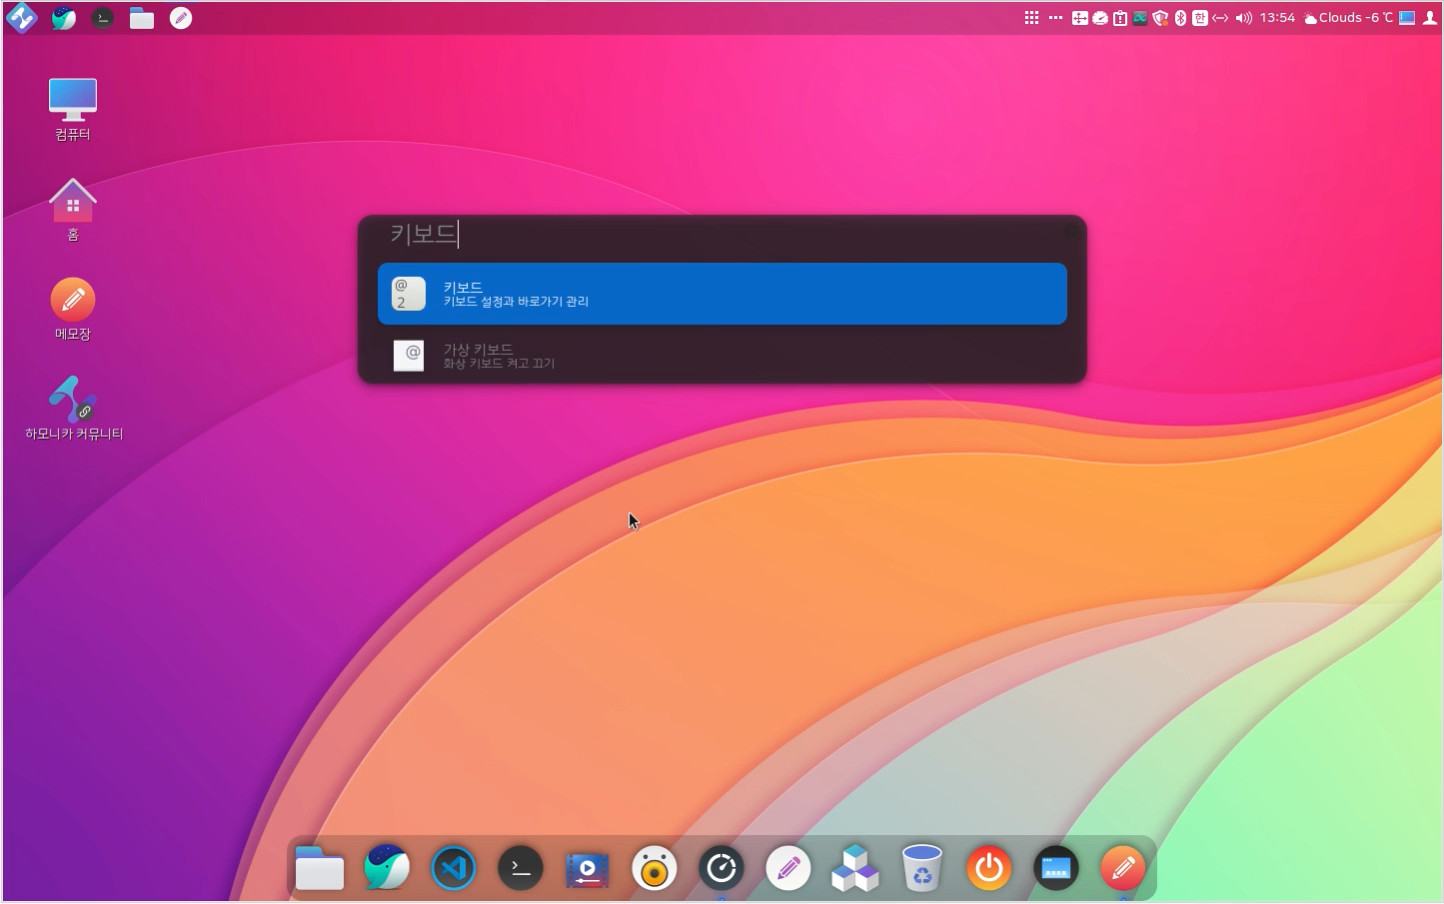 13:54 Clouds -6 ℃
컴퓨터
홈
메모장
하모니카 커뮤니티
키보드
@
2
키보드
키보드 설정과 바로가기 관리
@
가상 키보드
화상 키보드 켜고 끄기
한